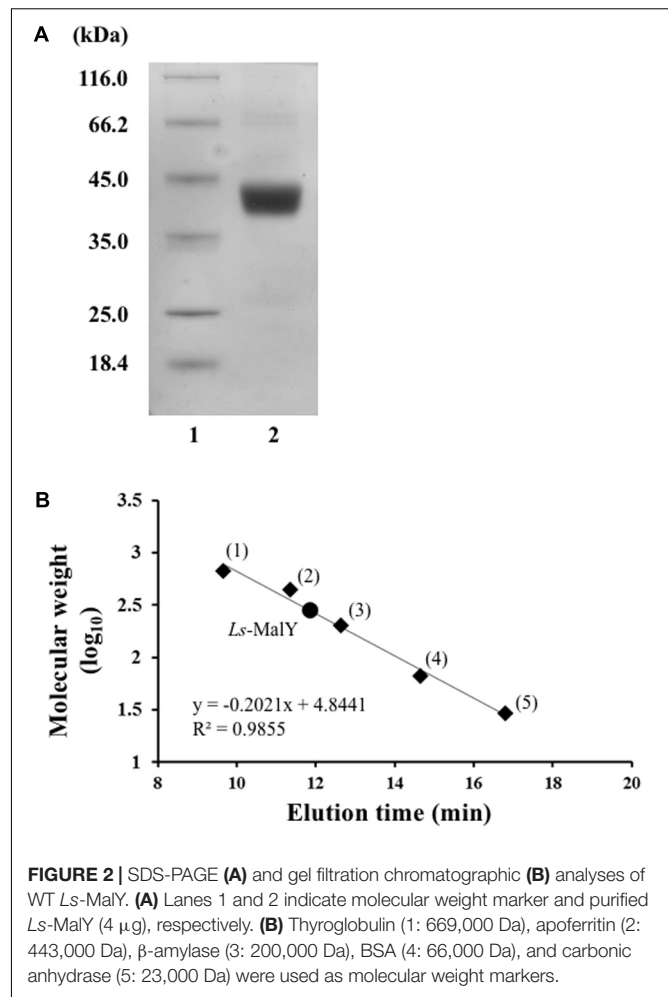 A (kDa)
116.0
66.2
45.0
35.0
25.0
18.4
1 2
B
3.5
3
2.5
2
1.5
1
Molecular weight
(log10)
(1)
(2)
(3)
(4)
(5)
Ls-MalY
y = -0.2021x + 4.8441
R² = 0.9855
8 10 12 14 16 18 20
Elution time (min)
FIGURE 2 | SDS-PAGE (A) and gel filtration chromatographic (B) analyses of
WT Ls-MalY. (A) Lanes 1 and 2 indicate molecular weight marker and purified
Ls-MalY (4 μg), respectively. (B) Thyroglobulin (1: 669,000 Da), apoferritin (2:
443,000 Da), β-amylase (3: 200,000 Da), BSA (4: 66,000 Da), and carbonic
anhydrase (5: 23,000 Da) were used as molecular weight markers.